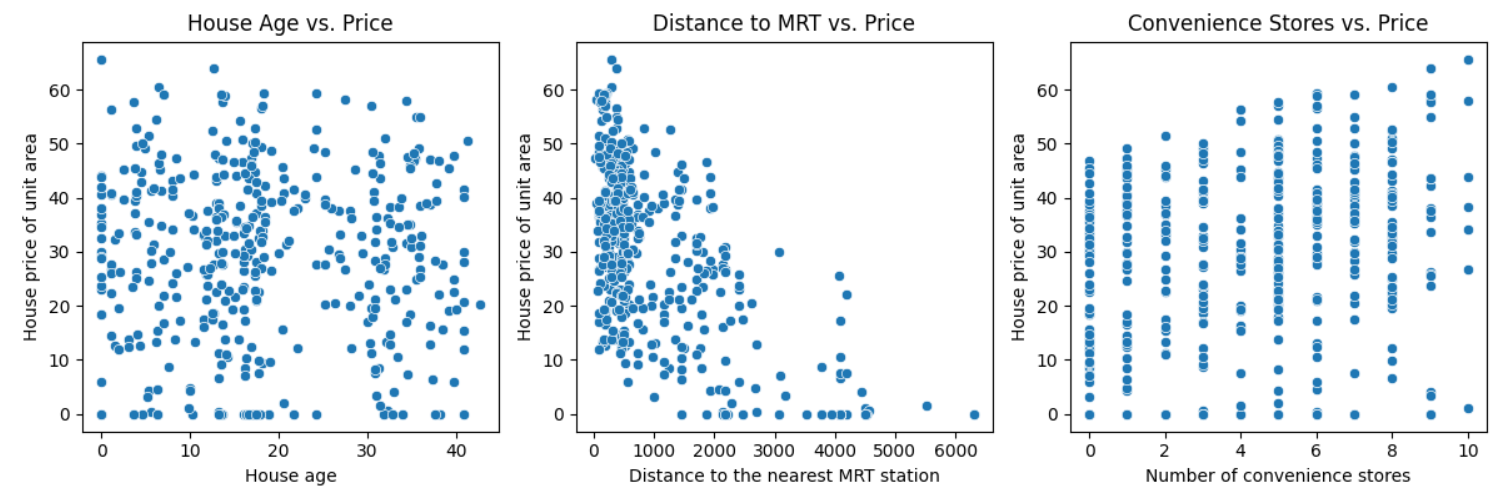 House Age vs. Price
House price of unit area
60
50
40
30
20
10
0
0 10 20 30 40
House age
Distance to MRT vs. Price
House price of unit area
60
50
40
30
20
10
0
0 1000 2000 3000 4000 5000 6000
Distance to the nearest MRT station
Convenience Stores vs. Price
House price of unit area
60
50
40
30
20
10
0
0 2 4 6 8 10
Number of convenience stores